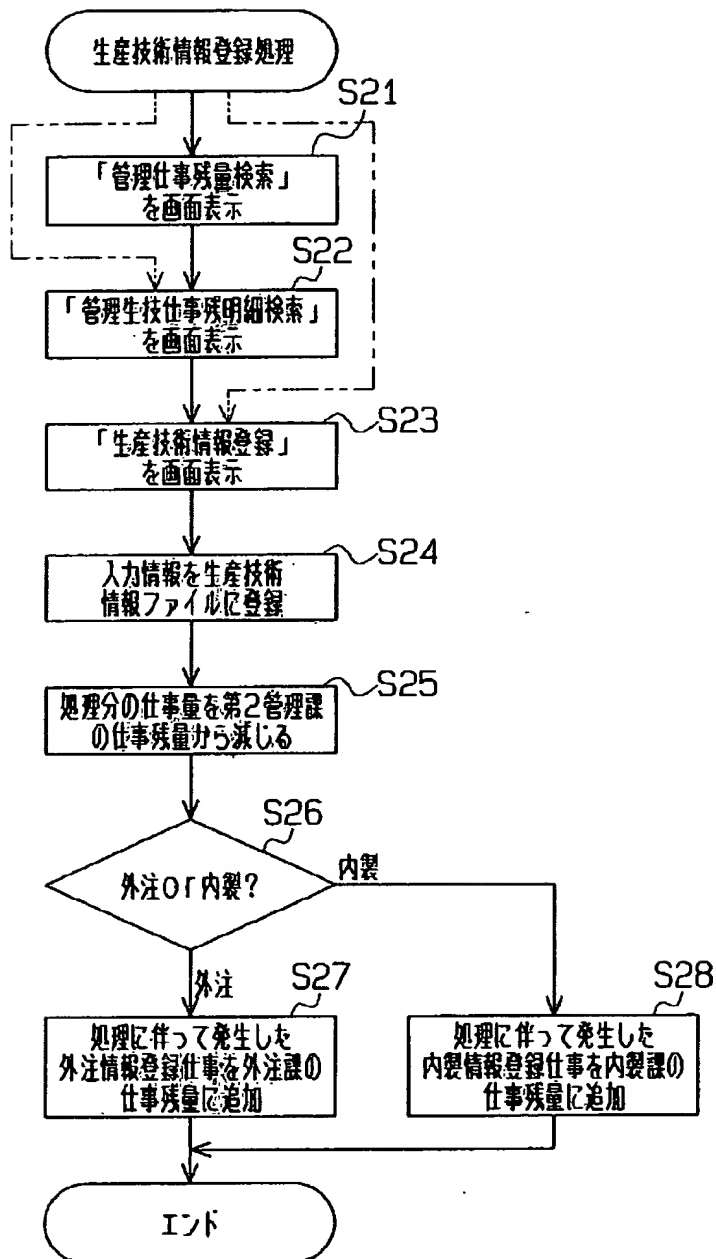 生産技術情報登録処理
S21
「管理仕事残量検索」
を画面表示
S22
「管理生技仕事残明細検索」
を画面表示
S23
「生産技術情報登録」
を画面表示
S24
入力情報を生産技術
情報ファイルに登録
S25
処理分の仕事量を第2管理課
の仕事残量から減じる
S26
外注or内製?
内製
外注
S27
処理に伴って発生した
外注情報登録仕事を外注課の
仕事残量に追加
S28
処理に伴って発生した
内製情報登録仕事を内製課の
仕事残量に追加
エンド